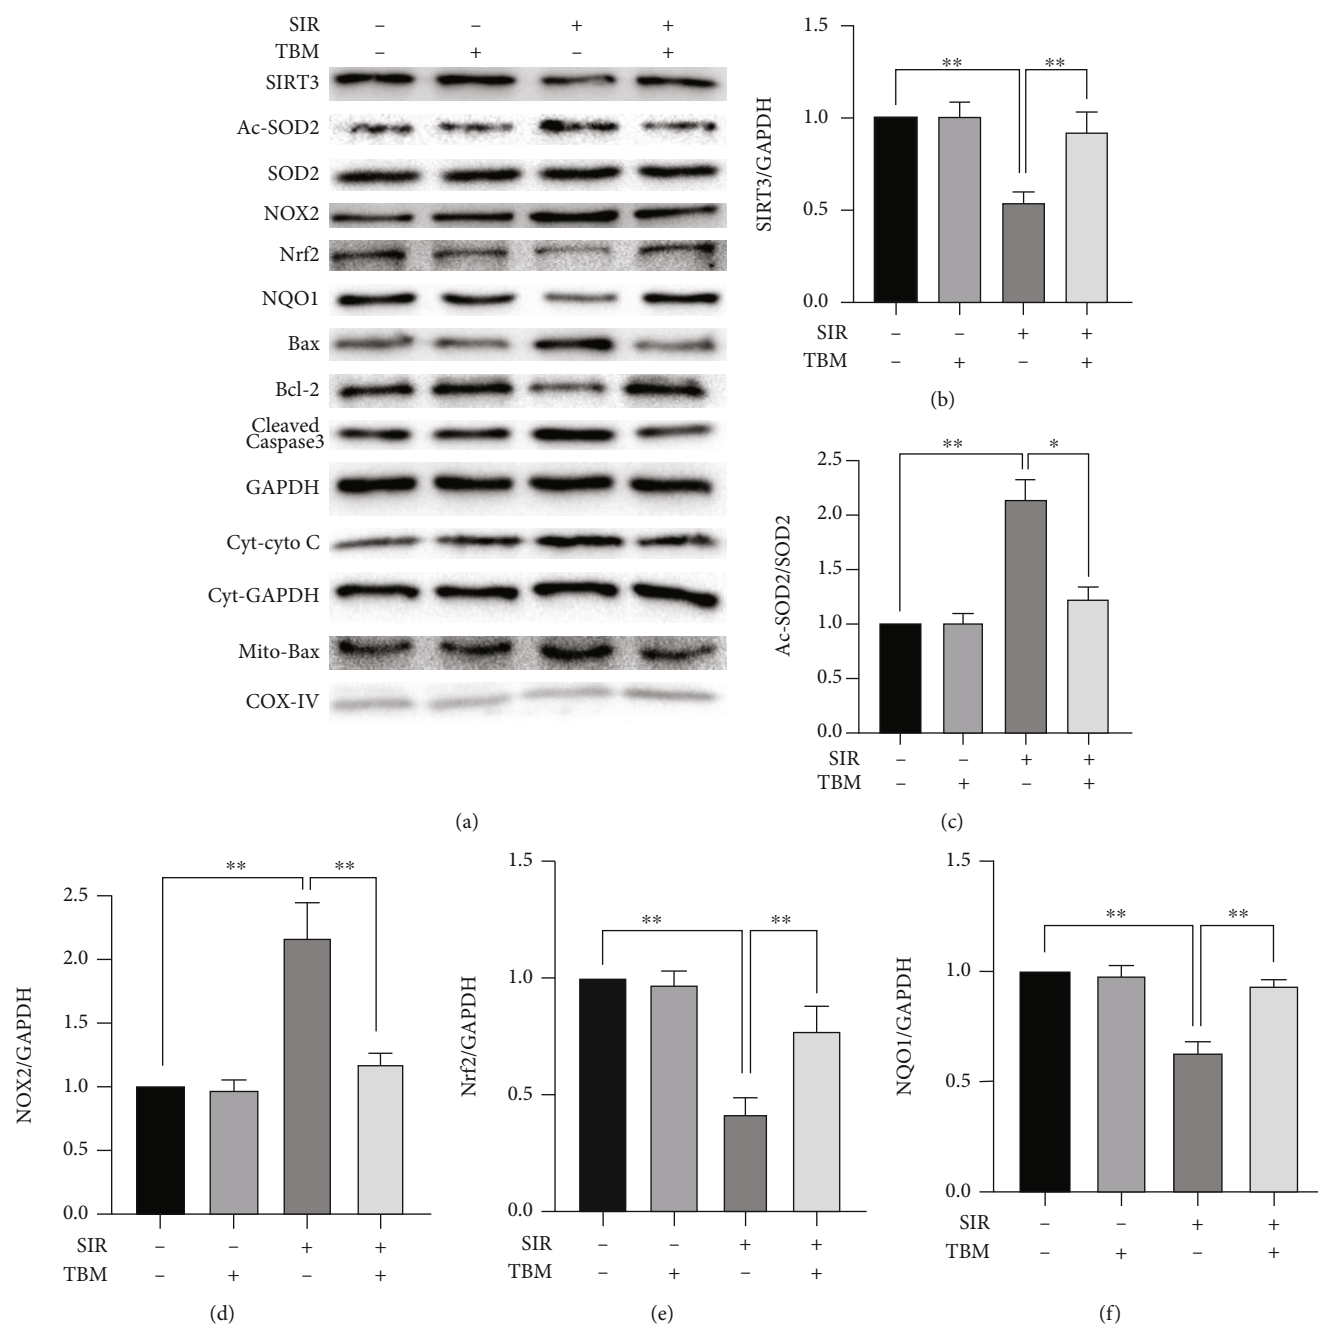 SIR – – + +
TBM – + – +
SIRT3
Ac-SOD2
SOD2
NOX2
Nrf2
NQO1
Bax
Bcl-2
Cleaved
Caspase3
GAPDH
Cyt-cyto C
Cyt-GAPDH
Mito-Bax
COX-IV
(a)
SIRT3/GAPDH
1.5
1.0
0.5
0.0
** **
SIR – – + +
TBM – + – +
(b)
Ac-SOD2/SOD2
2.5
2.0
1.5
1.0
0.5
0.0
** *
SIR – – + +
TBM – + – +
(c)
NOX2/GAPDH
2.5
2.0
1.5
1.0
0.5
0.0
** **
SIR – – + +
TBM – + – +
(d)
Nrf2/GAPDH
1.5
1.0
0.5
0.0
** **
SIR – – + +
TBM – + – +
(e)
NQO1/GAPDH
1.5
1.0
0.5
0.0
** **
SIR – – + +
TBM – + – +
(f)